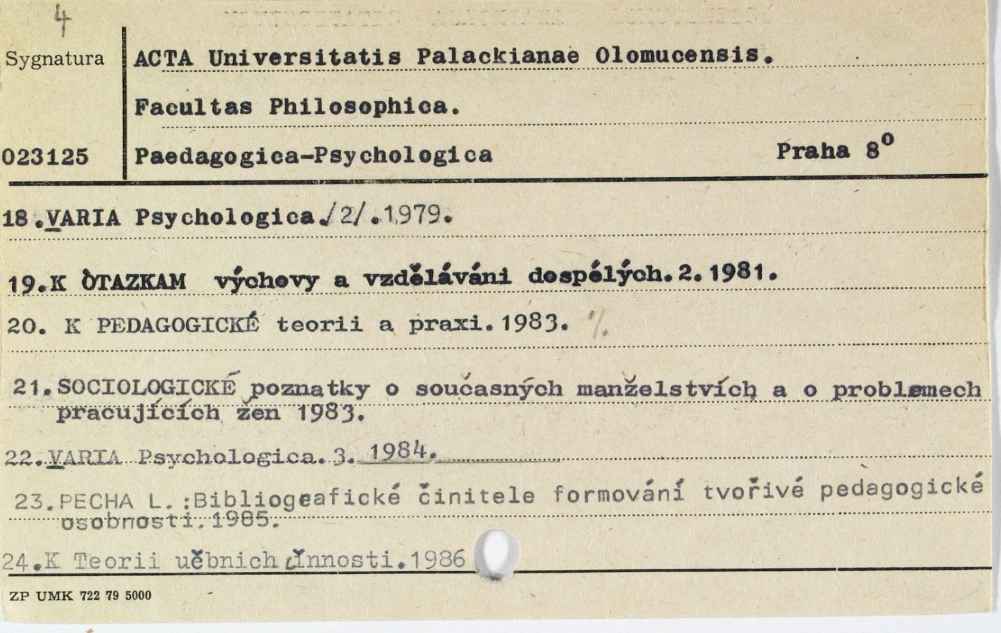 4
Sygnatura ACTA Universitatis Palackianae Olomucensis.
Facultas Philosophica.
023125 Paedagogica-Psychologica Praha 8º
18.VARIA Psychologica./2/.1979.
19.K ÒTAZKAM výchovy a vzdělávání dospélých.2.1981.
20. K PEDAGOGICKÉ teorii a praxi.1983. %
21.SOCIOLOGICKÉ poznatky o současných manželstvích a o problemech
pracujících žen 1983.
22.VARIA Psychologica.3. 1984.
23.PECHA L.:Bibliogeafické činitele formování tvořivé pedagogické
osobnosti.1985.
24.K Teorii učbnich činnosti.1986
ZP UMK 722 79 5000